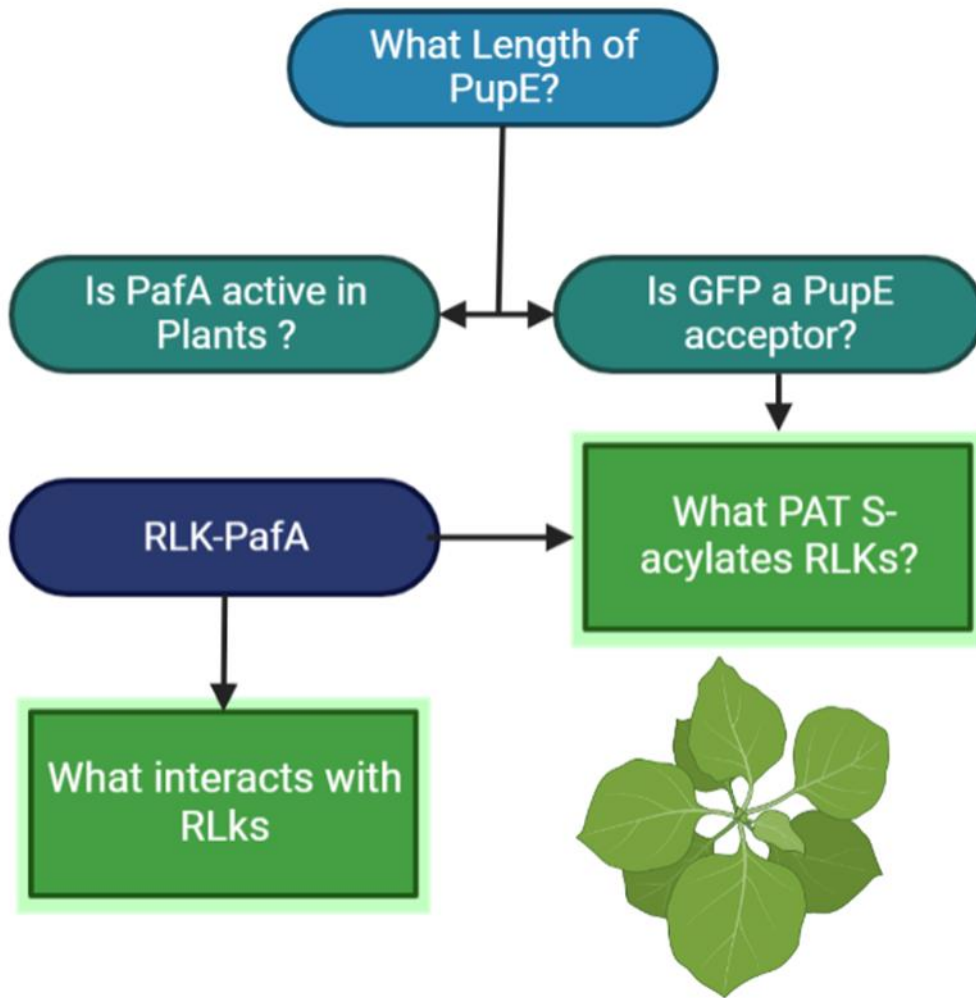 What Length of
PupE?
Is PafA active in
Plants ?
Is GFP a PupE
acceptor?
RLK-PafA
What PAT S-
acylates RLKs?
What interacts with
RLks